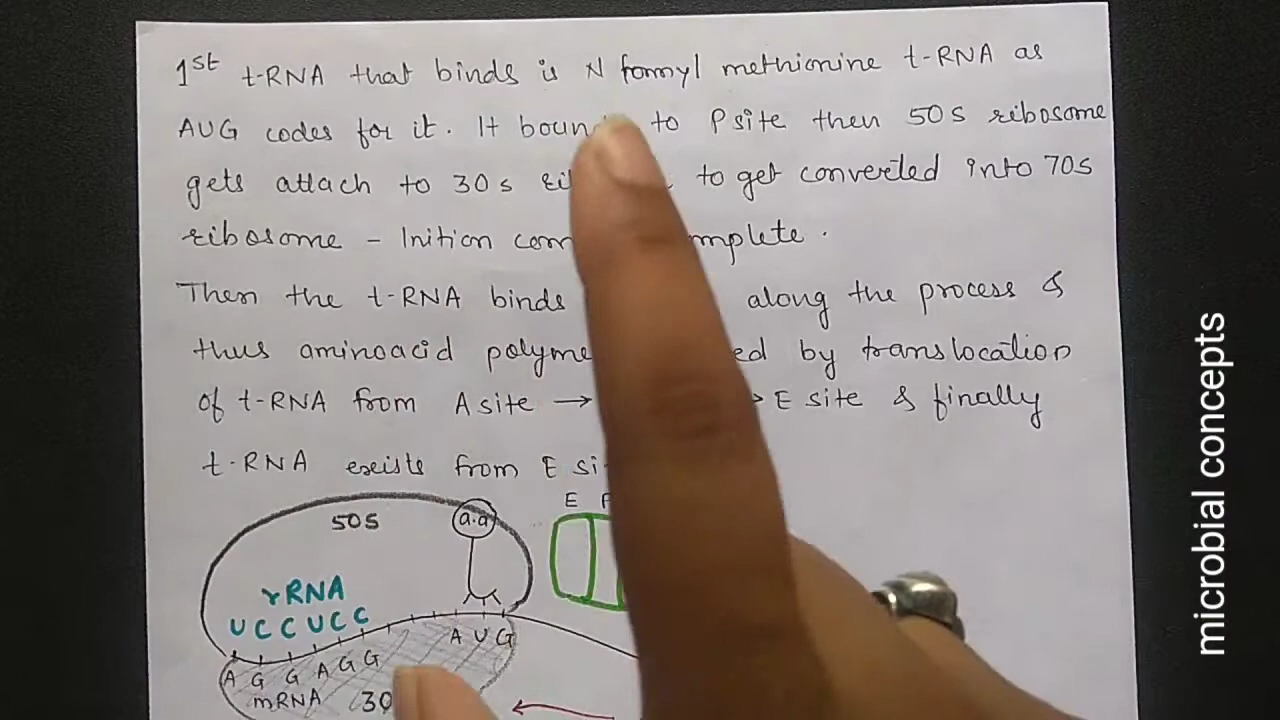 1st t-RNA that binds is N formyl methionine t-RNA as
AUG codes for it. It boun to P site then 50s ribosome
gets attach to 30s to get converted into 70s
ribosome - Inition com mplete.
Then the t-RNA binds along the process &
thus aminoacid polyme ed by translocation
of t-RNA from A site → → E site & finally
t-RNA exists from E si
E P
50S a.a
rRNA
U C C U C C
A U G
A G G A G G
mRNA 30
microbial concepts